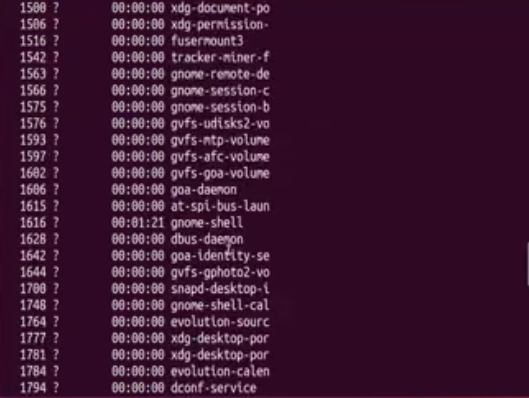 1500 ? 00:00:00 xdg-document-po
1506 ? 00:00:00 xdg-permission-
1516 ? 00:00:00 fusermount3
1542 ? 00:00:00 tracker-miner-f
1563 ? 00:00:00 gnome-remote-de
1566 ? 00:00:00 gnome-session-c
1575 ? 00:00:00 gnome-session-b
1576 ? 00:00:00 gvfs-udisks2-vo
1593 ? 00:00:00 gvfs-mtp-volume
1597 ? 00:00:00 gvfs-afc-volume
1602 ? 00:00:00 gvfs-goa-volume
1606 ? 00:00:00 goa-daemon
1615 ? 00:00:00 at-spi-bus-laun
1616 ? 00:01:21 gnome-shell
1628 ? 00:00:00 dbus-daemon
1642 ? 00:00:00 goa-identity-se
1644 ? 00:00:00 gvfs-gphoto2-vo
1700 ? 00:00:00 snapd-desktop-i
1748 ? 00:00:00 gnome-shell-cal
1764 ? 00:00:00 evolution-sourc
1777 ? 00:00:00 xdg-desktop-por
1781 ? 00:00:00 xdg-desktop-por
1784 ? 00:00:00 evolution-calen
1794 ? 00:00:00 dconf-service